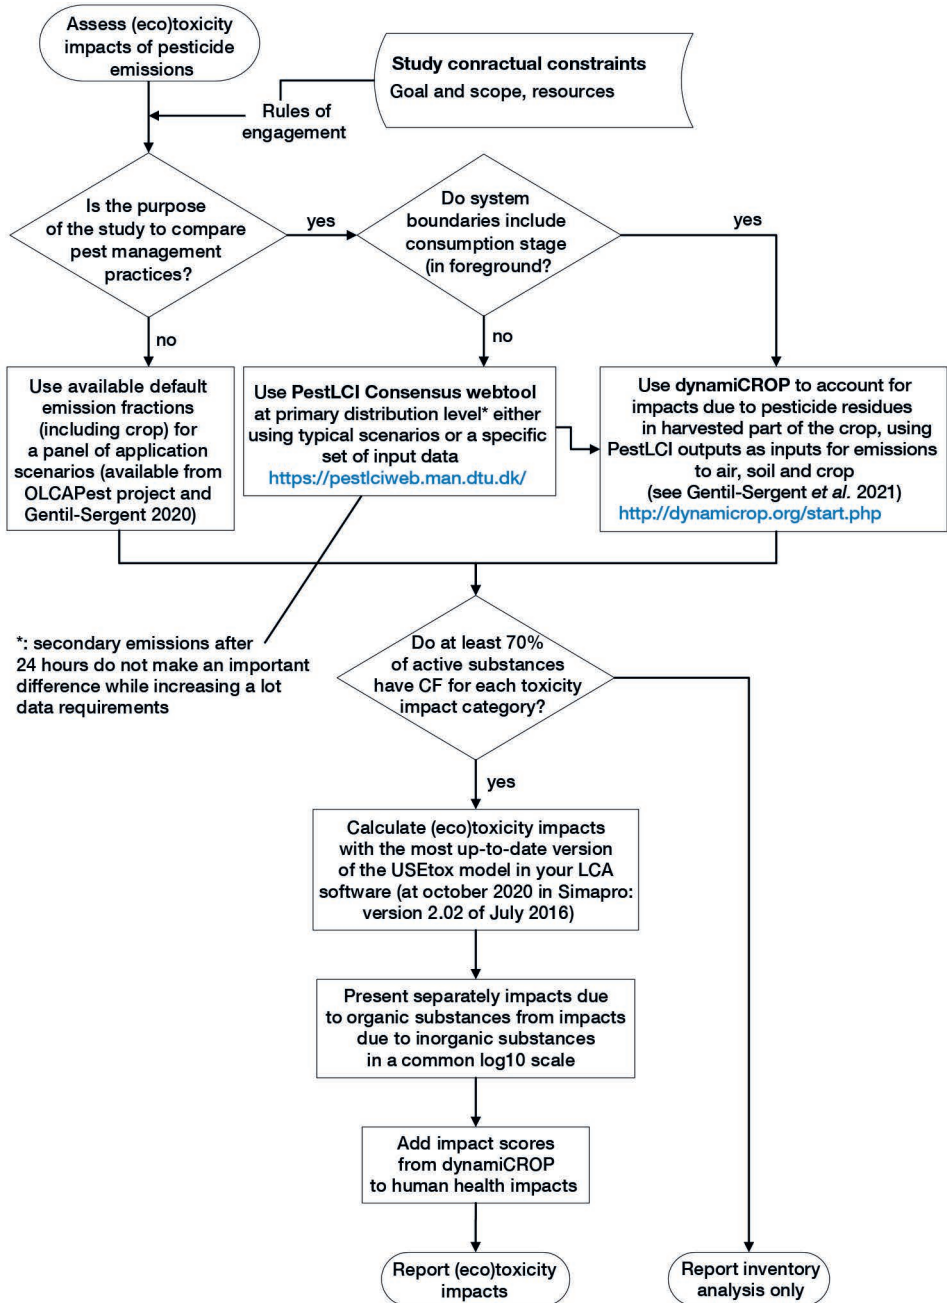 Assess (eco)toxicity
impacts of pesticide
emissions
Study conractual constraints
Goal and scope, resources
Rules of
engagement
Is the purpose
of the study to compare
pest management
practices?
yes
Do system
boundaries include
consumption stage
(in foreground?
yes
no
no
Use available default
emission fractions
(including crop) for
a panel of application
scenarios (available from
OLCAPest project and
Gentil-Sergent 2020)
Use PestLCI Consensus webtool
at primary distribution level* either
using typical scenarios or a specific
set of input data
https://pestlciweb.man.dtu.dk/
Use dynamiCROP to account for
impacts due to pesticide residues
in harvested part of the crop, using
PestLCI outputs as inputs for emissions
to air, soil and crop
(see Gentil-Sergent et al. 2021)
http://dynamicrop.org/start.php
*: secondary emissions after
24 hours do not make an important
difference while increasing a lot
data requirements
Do at least 70%
of active substances
have CF for each toxicity
impact category?
yes
Calculate (eco)toxicity impacts
with the most up-to-date version
of the USEtox model in your LCA
software (at october 2020 in Simapro:
version 2.02 of July 2016)
Present separately impacts due
to organic substances from impacts
due to inorganic substances
in a common log10 scale
Add impact scores
from dynamiCROP
to human health impacts
Report (eco)toxicity
impacts
Report inventory
analysis only